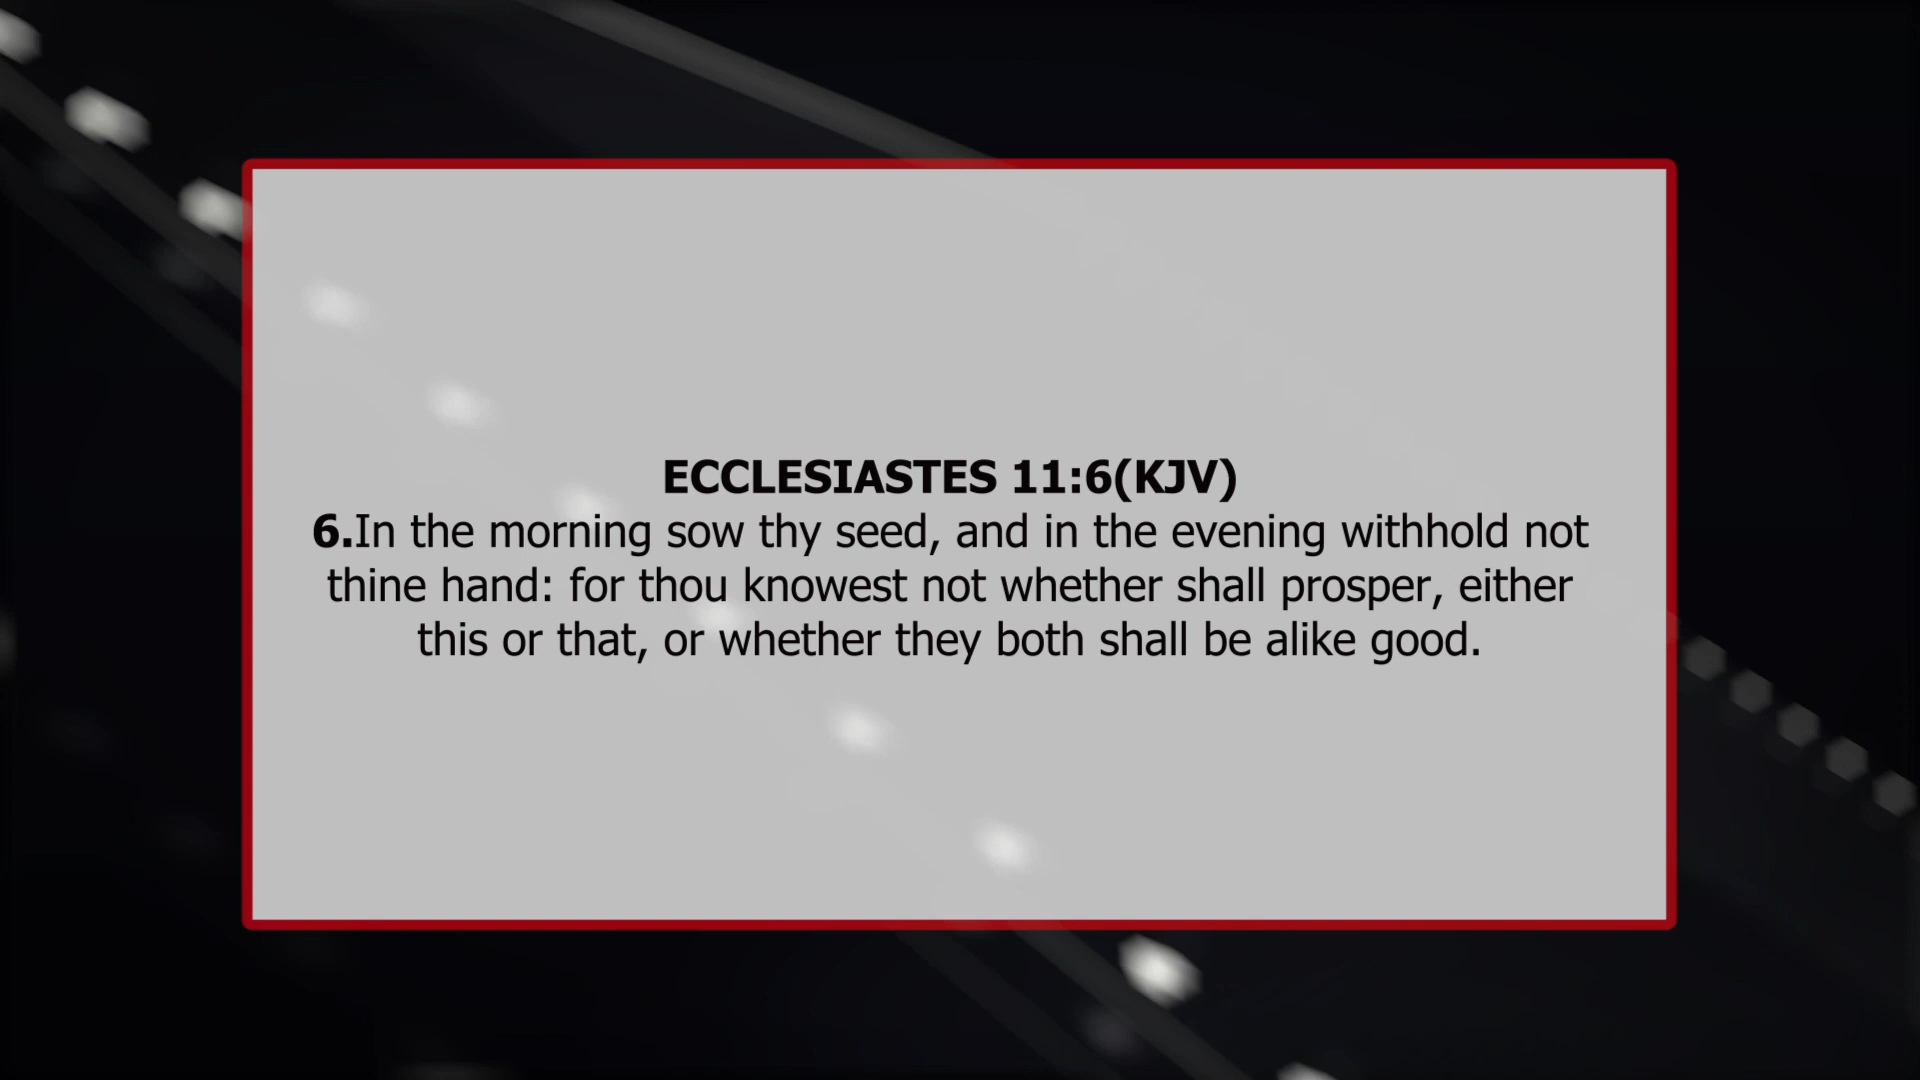 ECCLESIASTES 11:6(KJV)
6.In the morning sow thy seed, and in the evening withhold not
thine hand: for thou knowest not whether shall prosper, either
this or that, or whether they both shall be alike good.